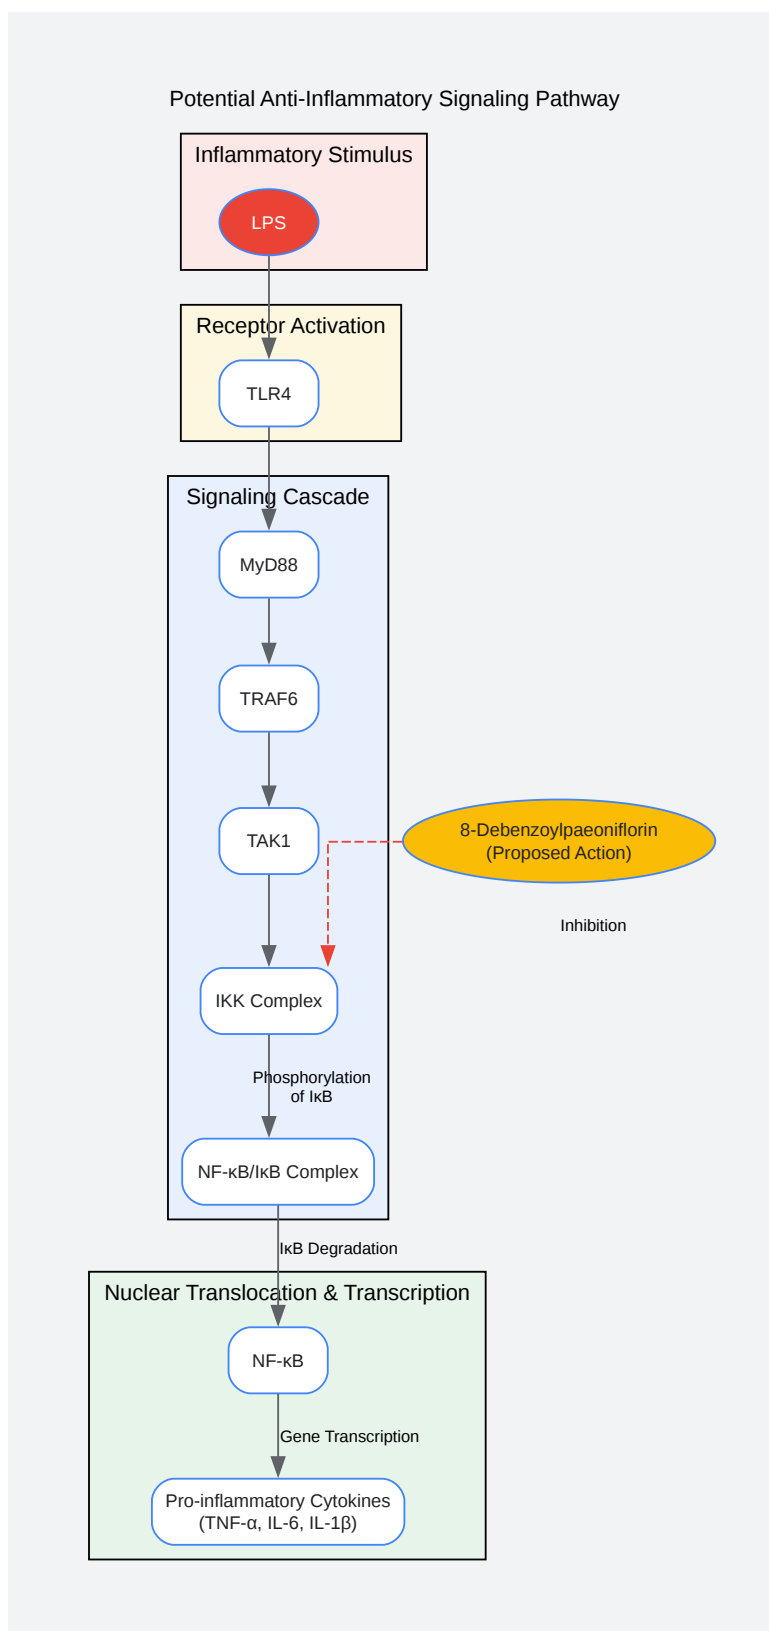 Potential Anti-Inflammatory Signaling Pathway
Inflammatory Stimulus
LPS
Receptor Activation
TLR4
Signaling Cascade
MyD88
TRAF6
TAK1
8-Debenzoylpaeoniflorin
(Proposed Action)
Inhibition
IKK Complex
Phosphorylation
of IκB
NF-κB/IκB Complex
IκB Degradation
Nuclear Translocation & Transcription
NF-κB
Gene Transcription
Pro-inflammatory Cytokines
(TNF-α, IL-6, IL-1β)